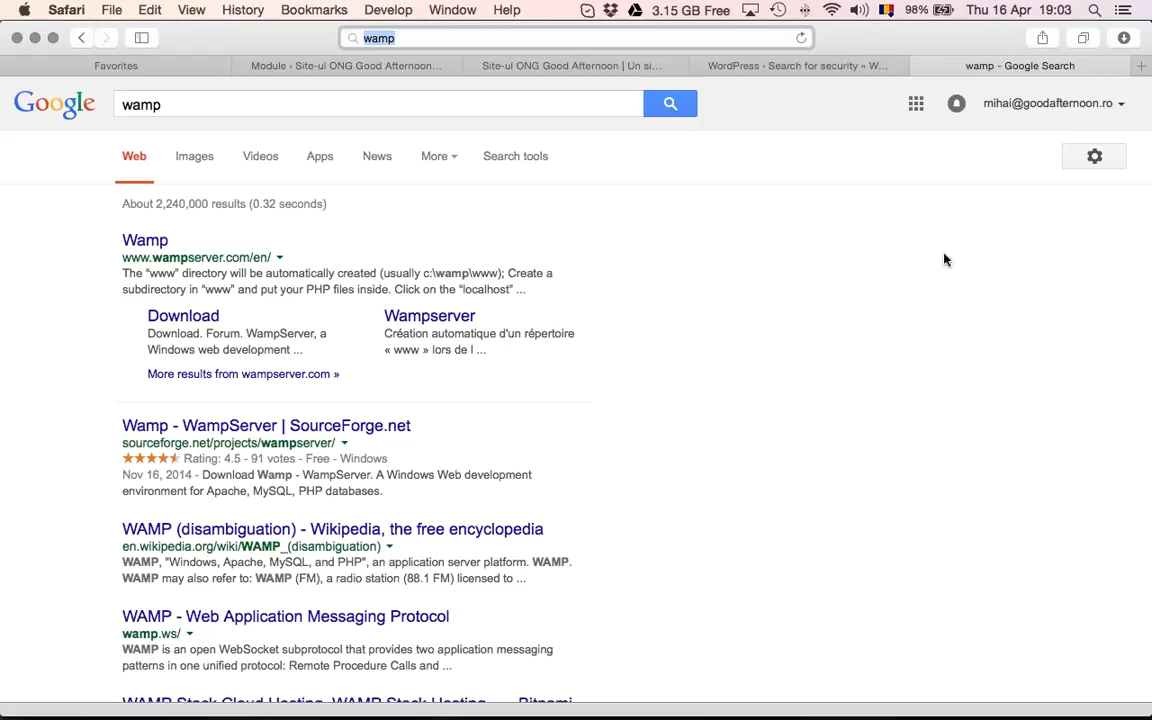 Safari File Edit View History Bookmarks Develop Window Help 3.15 GB Free 98% Thu 16 Apr 19:03
wamp
Favorites Module ‹ Site-ul ONG Good Afternoon... Site-ul ONG Good Afternoon | Un si... WordPress › Search for security « W... wamp - Google Search
Google wamp mihai@goodafternoon.ro
Web Images Videos Apps News More Search tools
About 2,240,000 results (0.32 seconds)
Wamp
www.wampserver.com/en/
The “www” directory will be automatically created (usually c:\wamp\www); Create a
subdirectory in “www” and put your PHP files inside. Click on the “localhost” ...
Download Wampserver
Download. Forum. WampServer, a Création automatique d'un répertoire
Windows web development ... « www » lors de l ...
More results from wampserver.com »
Wamp - WampServer | SourceForge.net
sourceforge.net/projects/wampserver/
Rating: 4.5 - 91 votes - Free - Windows
Nov 16, 2014 - Download Wamp - WampServer. A Windows Web development
environment for Apache, MySQL, PHP databases.
WAMP (disambiguation) - Wikipedia, the free encyclopedia
en.wikipedia.org/wiki/WAMP_(disambiguation)
WAMP, "Windows, Apache, MySQL, and PHP", an application server platform. WAMP.
WAMP may also refer to: WAMP (FM), a radio station (88.1 FM) licensed to ...
WAMP - Web Application Messaging Protocol
wamp.ws/
WAMP is an open WebSocket subprotocol that provides two application messaging
patterns in one unified protocol: Remote Procedure Calls and ...
WAMP Stack Cloud Hosting, WAMP Stack Hosting ... - Bitnami